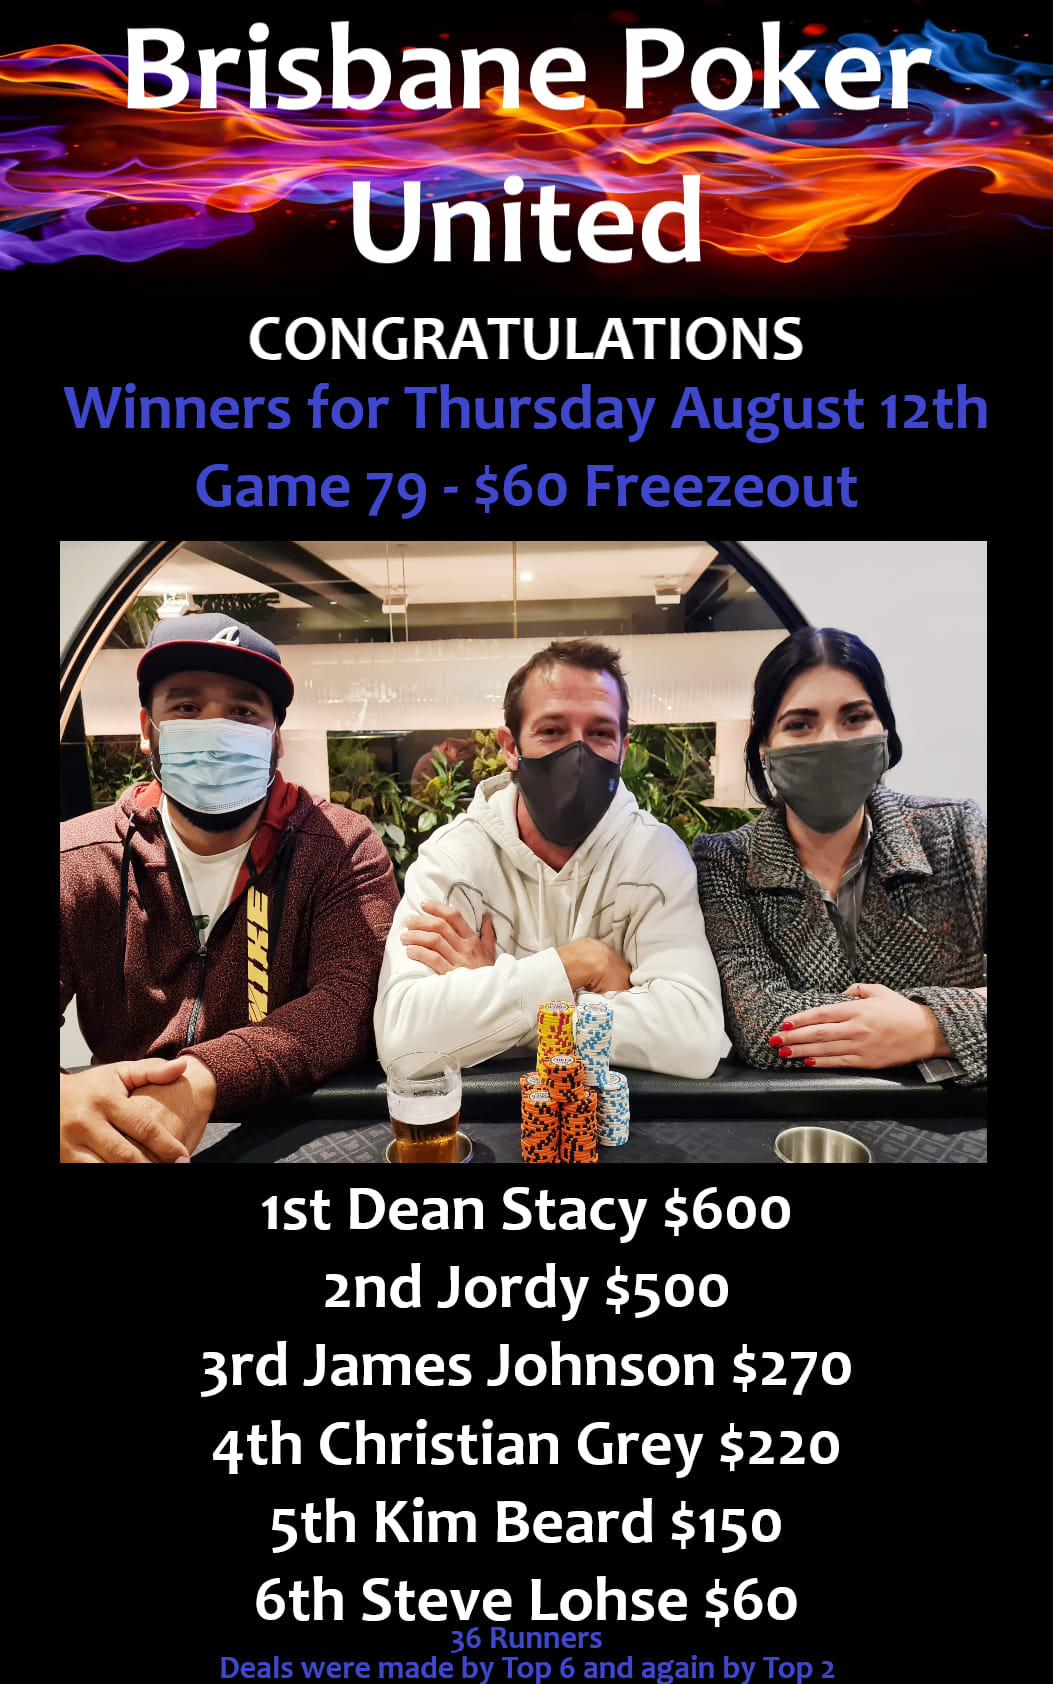 Brisbane Poker
United
CONGRATULATIONS
Winners for Thursday August 12th
Game 79 - $60 Freezeout
A
NIKE
1st Dean Stacy $600
2nd Jordy $500
3rd James Johnson $270
4th Christian Grey $220
5th Kim Beard $150
6th Steve Lohse $60
36 Runners
Deals were made by Top 6 and again by Top 2